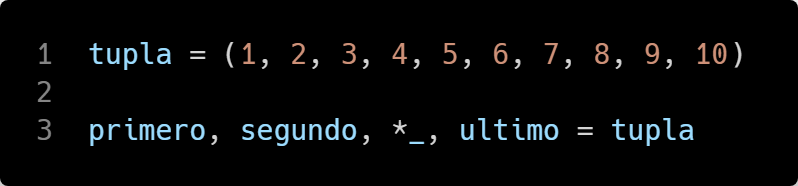 1 tupla = (1, 2, 3, 4, 5, 6, 7, 8, 9, 10)
2
3 primero, segundo, *_, ultimo = tupla